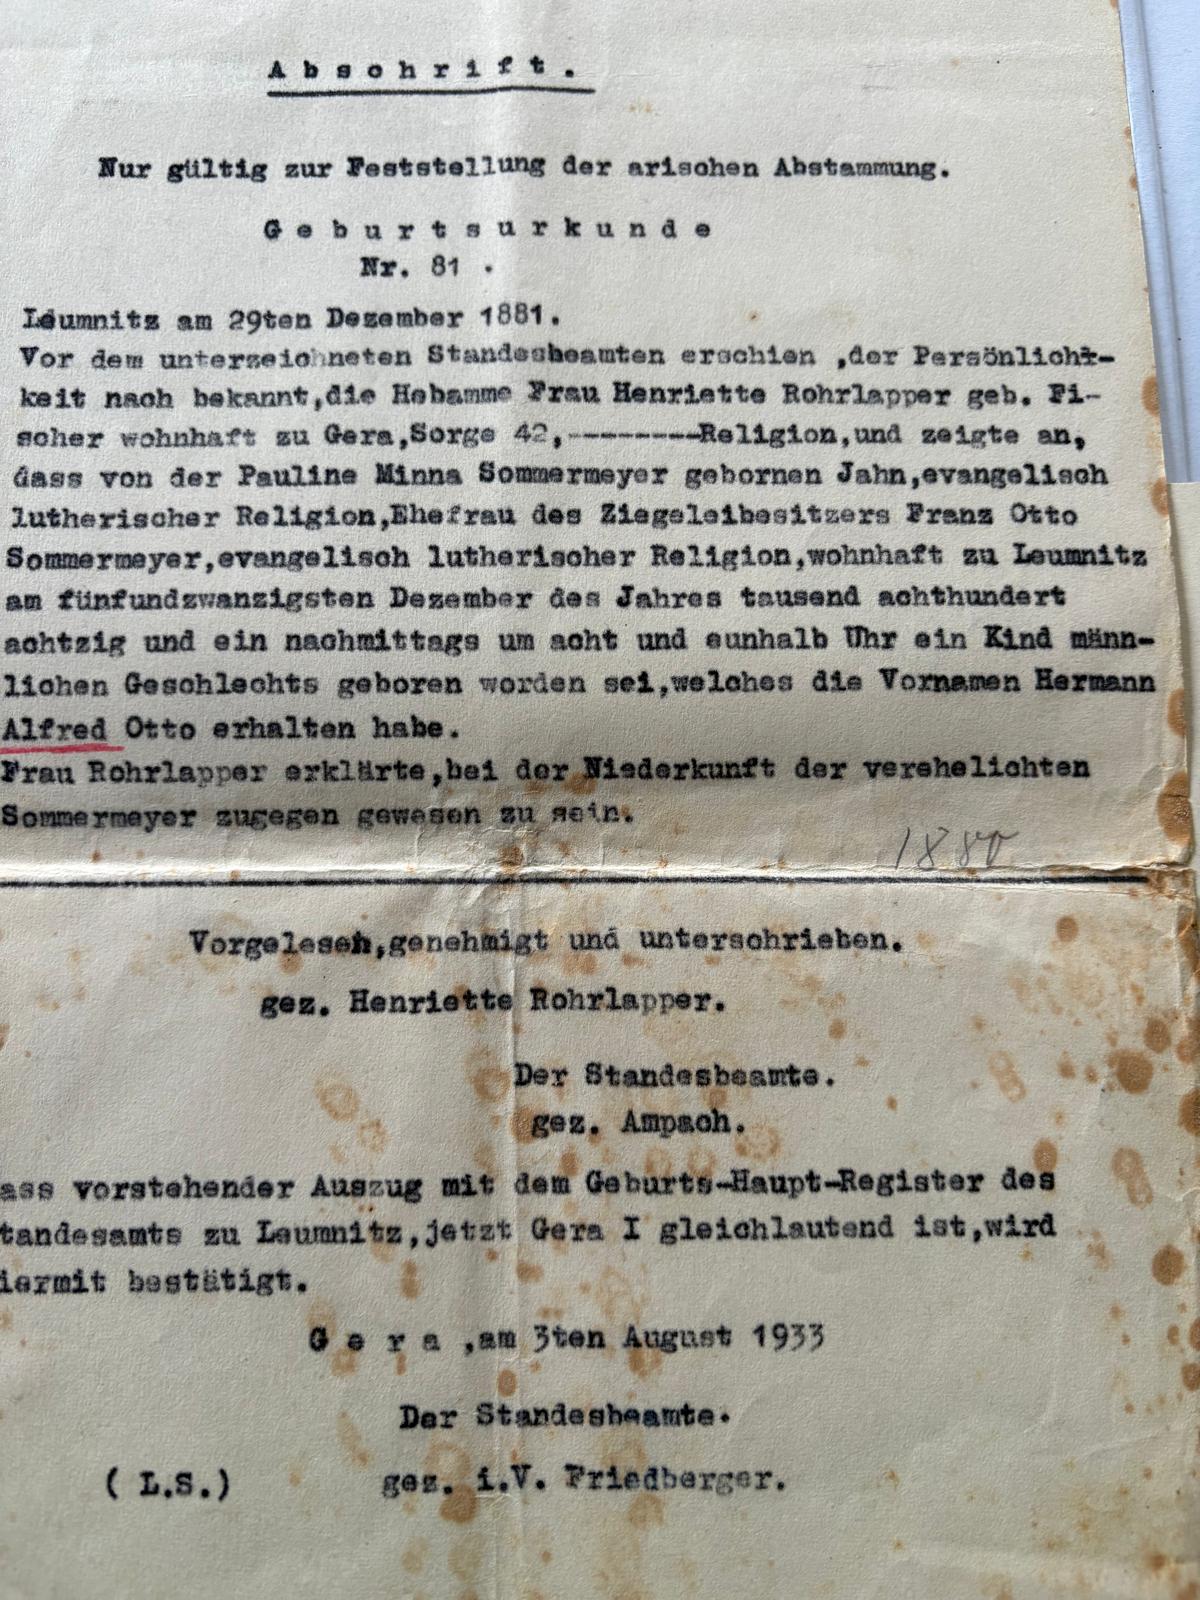 A b s c h r i f t .
Nur gültig zur Feststellung der arischen Abstammung.
G e b u r t s u r k u n d e
Nr. 81 .
Leumnitz am 29ten Dezember 1881.
Vor dem unterzeichneten Standesbeamten erschien ,der Persönlich-
keit nach bekannt,die Hebamme Frau Henriette Rohrlapper geb. Fi-
scher wohnhaft zu Gera,Sorge 42,--------Religion,und zeigte an,
dass von der Pauline Minna Sommermeyer gebornen Jahn,evangelisch
lutherischer Religion,Ehefrau des Ziegeleibesitzers Franz Otto
Sommermeyer,evangelisch lutherischer Religion,wohnhaft zu Leumnitz
am fünfundzwanzigsten Dezember des Jahres tausend achthundert
achtzig und ein nachmittags um acht und eunhalb Uhr ein Kind männ-
lichen Geschlechts geboren worden sei,welches die Vornamen Hermann
Alfred Otto erhalten habe.
Frau Rohrlapper erklärte,bei der Niederkunft der verehelichten
Sommermeyer zugegen gewesen zu sein.
1880
Vorgelesen,genehmigt und unterschrieben.
gez. Henriette Rohrlapper.
Der Standesbeamte.
gez. Ampach.
ass vorstehender Auszug mit dem Geburts-Haupt-Register des
tandesamts zu Leumnitz,jetzt Gera I gleichlautend ist,wird
iermit bestätigt.
G e r a ,am 3ten August 1933
Der Standesbeamte.
( L.S.) gez. i.V. Friedberger.